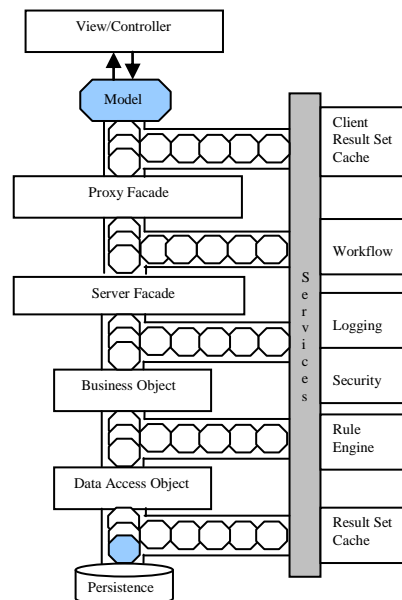 View/Controller
Model
Client
Result Set
Cache
Proxy Facade
Workflow
Server Facade
Services
Logging
Business Object
Security
Rule
Engine
Data Access Object
Result Set
Cache
Persistence